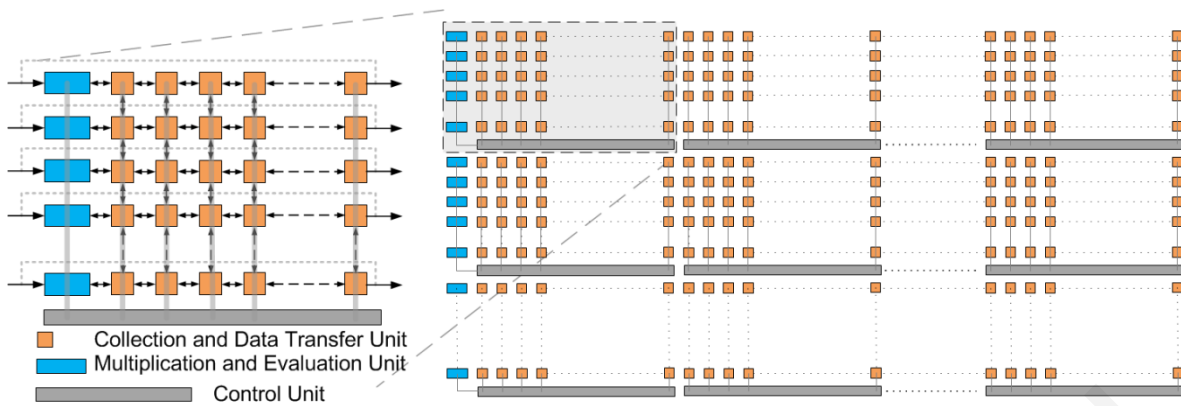 Collection and Data Transfer Unit
Multiplication and Evaluation Unit
Control Unit